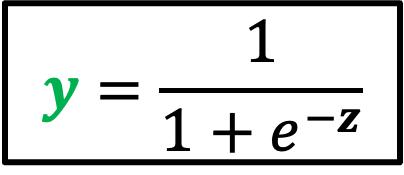 y = 1 / (1 + e^{-z})